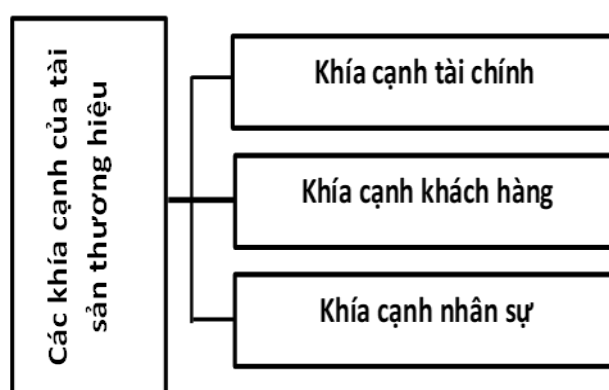 Các khía cạnh của tài
sản thương hiệu
Khía cạnh tài chính
Khía cạnh khách hàng
Khía cạnh nhân sự